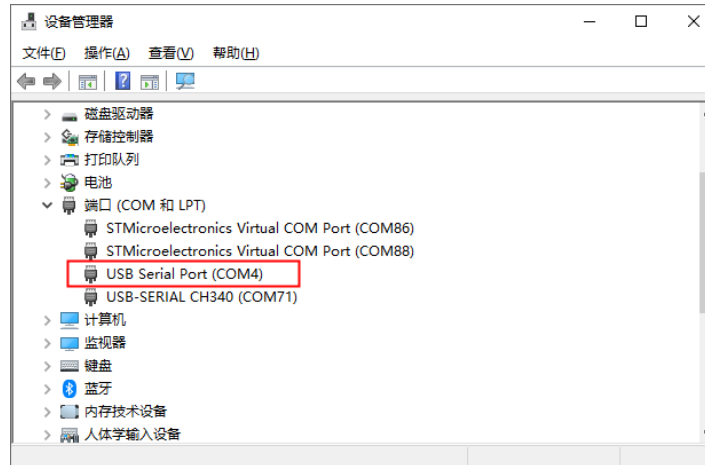 设备管理器
文件(F) 操作(A) 查看(V) 帮助(H)
磁盘驱动器
存储控制器
打印队列
电池
端口 (COM 和 LPT)
STMicroelectronics Virtual COM Port (COM86)
STMicroelectronics Virtual COM Port (COM88)
USB Serial Port (COM4)
USB-SERIAL CH340 (COM71)
计算机
监视器
键盘
蓝牙
内存技术设备
人体学输入设备